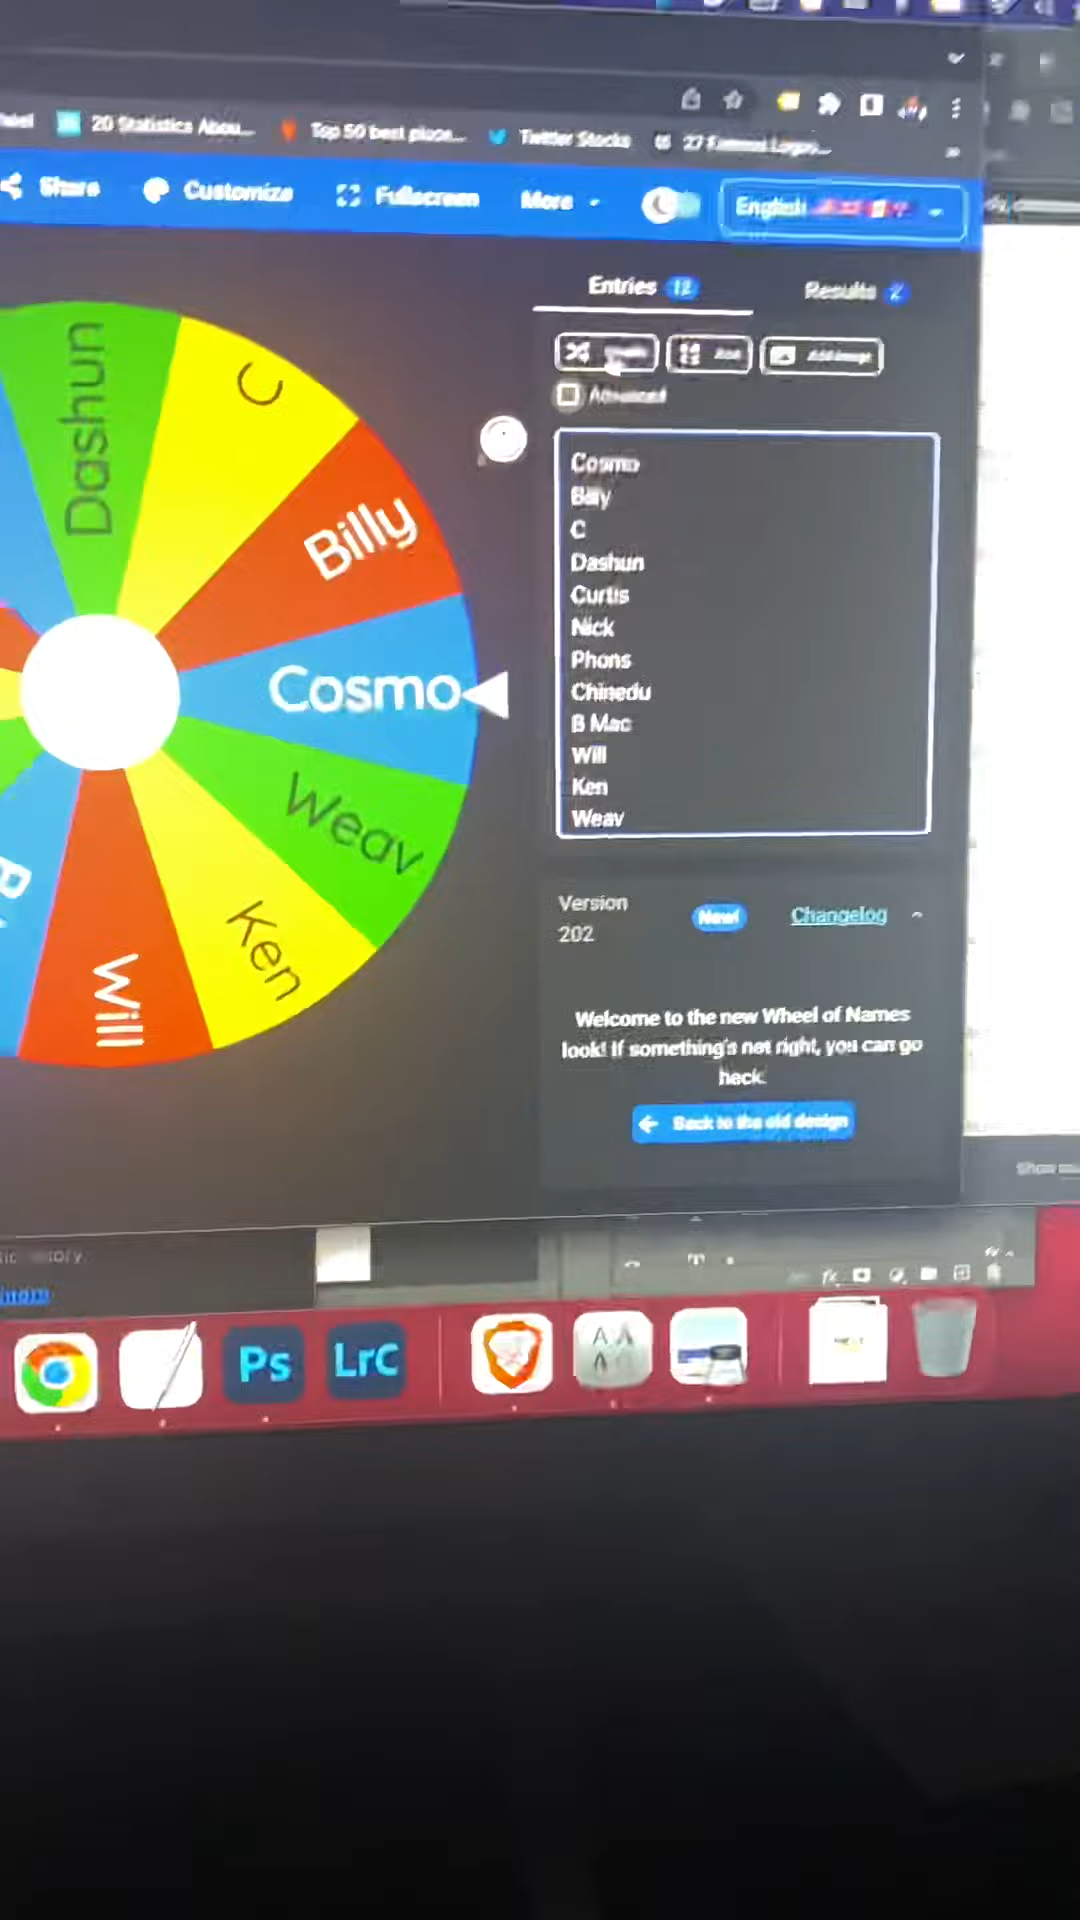 20 Statistics Abou...
Top 50 best place...
Twitter Stocks
Share
Customize
Fullscreen
More
English
Entries 12
Results 2
Add image
Advanced
Dashun
C
Billy
Cosmo
Weav
Ken
Will
Cosmo
Billy
C
Dashun
Curtis
Nick
Phons
Chinedu
B Mac
Will
Ken
Weav
Version
202
New!
Changelog
Welcome to the new Wheel of Names
look! If something's not right, you can go
back.
Back to the old design
Ps
LrC